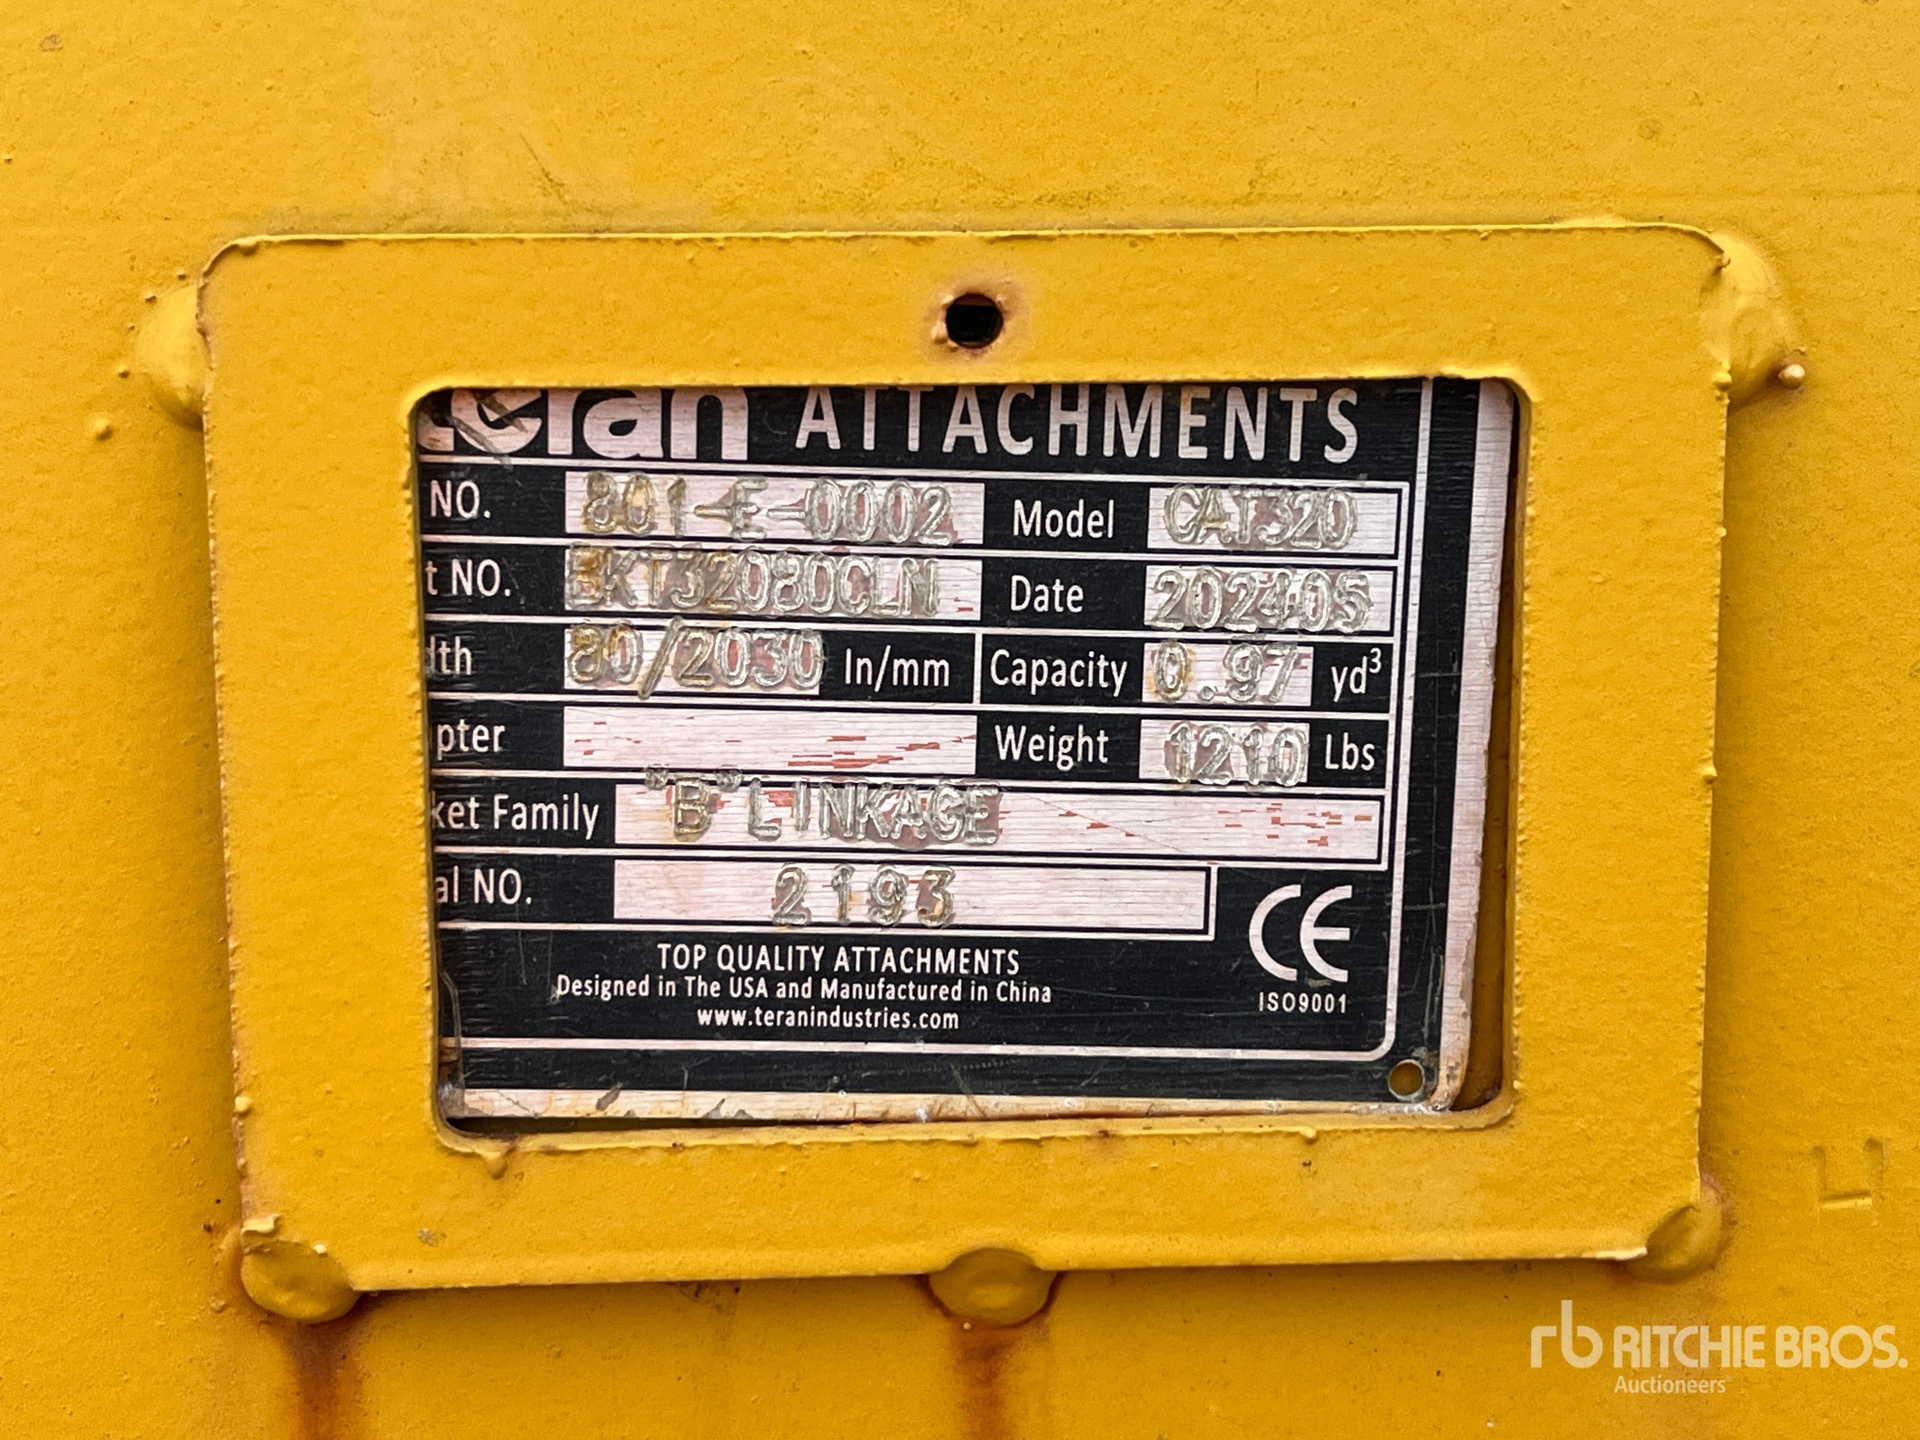 teran ATTACHMENTS
NO. 801-E-0002 Model CAT320
t NO. BKT32080CLN Date 202405
dth 80/2030 In/mm Capacity 0.97 yd³
pter Weight 1210 Lbs
ket Family "B"LINKAGE
al NO. 2193
CE
TOP QUALITY ATTACHMENTS
Designed in The USA and Manufactured in China
ISO9001
www.teranindustries.com
rb RITCHIE BROS.
Auctioneers